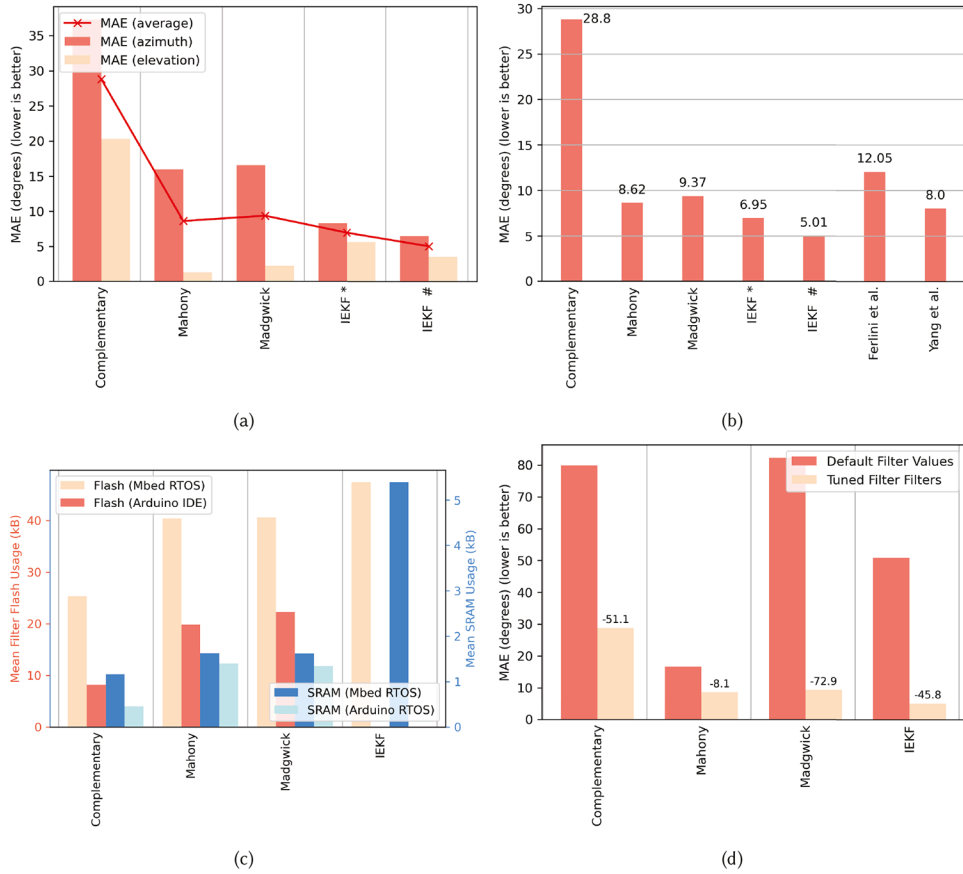 MAE (degrees) (lower is better)
35
30
25
20
15
10
5
0
MAE (average)
MAE (azimuth)
MAE (elevation)
Complementary
Mahony
Madgwick
IEKF *
IEKF #
(a)
MAE (degrees) (lower is better)
30
25
20
15
10
5
0
28.8
8.62
9.37
6.95
5.01
12.05
8.0
Complementary
Mahony
Madgwick
IEKF *
IEKF #
Ferlini et al.
Yang et al.
(b)
Mean Filter Flash Usage (kB)
40
30
20
10
0
Flash (Mbed RTOS)
Flash (Arduino IDE)
SRAM (Mbed RTOS)
SRAM (Arduino RTOS)
5
4
3
2
1
0
Mean SRAM Usage (kB)
Complementary
Mahony
Madgwick
IEKF
(c)
MAE (degrees) (lower is better)
80
70
60
50
40
30
20
10
0
Default Filter Values
Tuned Filter Filters
-51.1
-8.1
-72.9
-45.8
Complementary
Mahony
Madgwick
IEKF
(d)